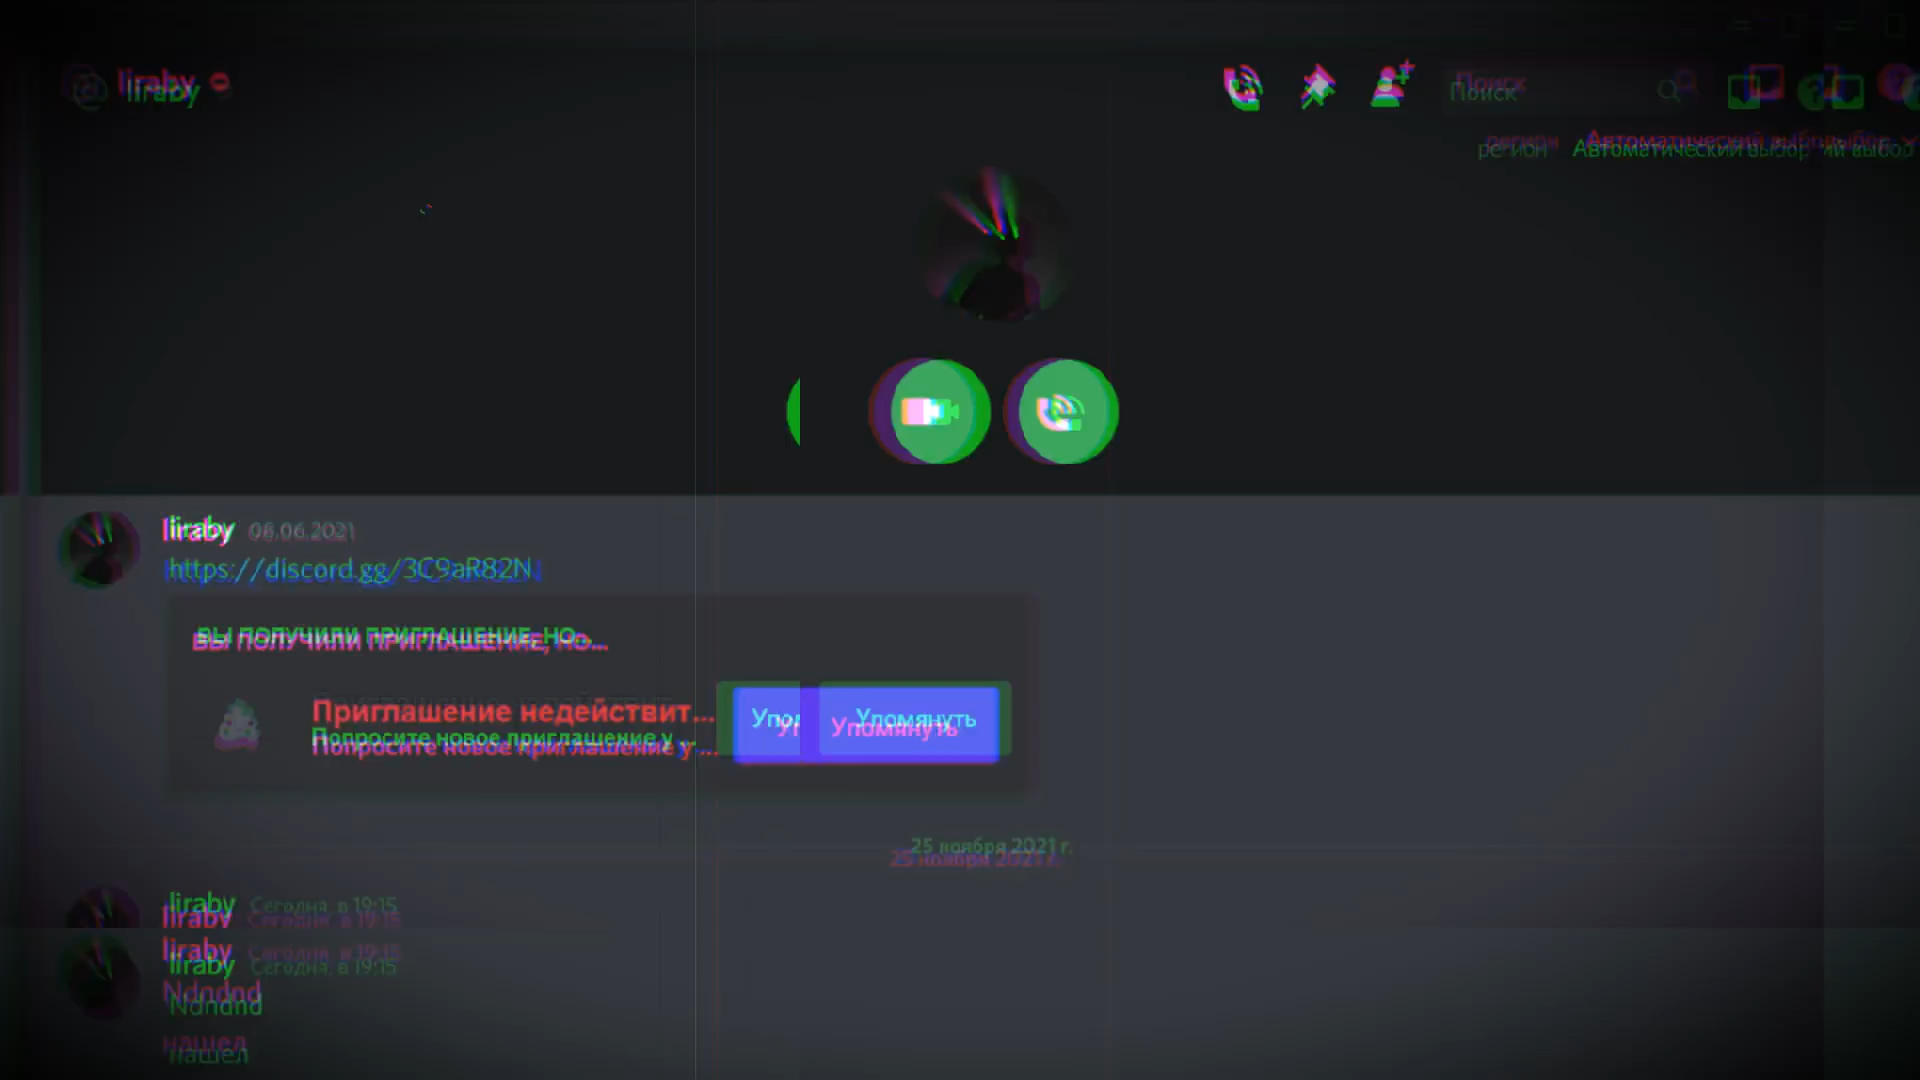 liraby
Поиск
регион Автоматический выбор
liraby 06.06.2021
https://discord.gg/3C9aR82N
ВЫ ПОЛУЧИЛИ ПРИГЛАШЕНИЕ, НО...
Приглашение недействит...
Попросите новое приглашение у ...
Упомянуть
25 ноября 2021 г.
liraby Сегодня, в 19:15
liraby Сегодня, в 19:15
Ndndnd
нашел